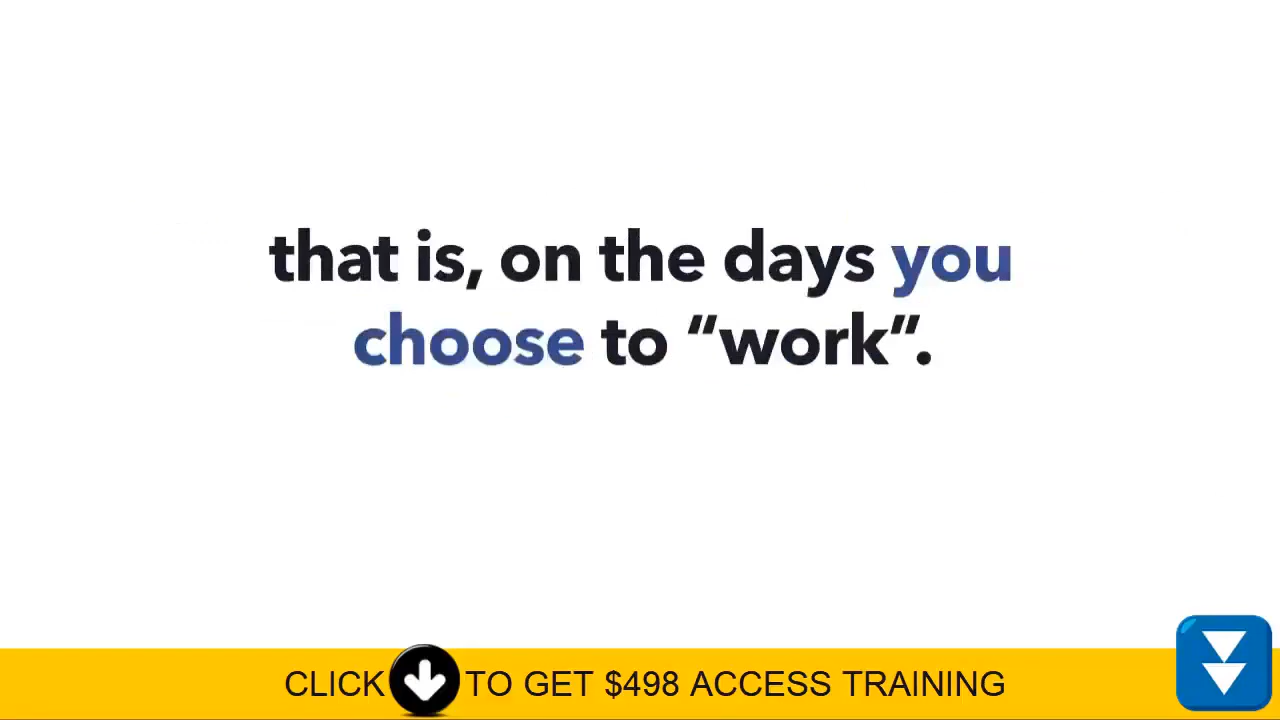 that is, on the days you
choose to “work”.
CLICK TO GET $498 ACCESS TRAINING